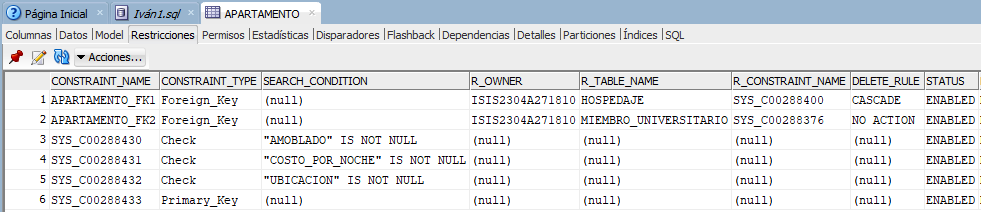 Página Inicial × Iván1.sql × APARTAMENTO ×
Columnas Datos Model Restricciones Permisos Estadísticas Disparadores Flashback Dependencias Detalles Particiones Índices SQL
Acciones...
CONSTRAINT_NAME CONSTRAINT_TYPE SEARCH_CONDITION R_OWNER R_TABLE_NAME R_CONSTRAINT_NAME DELETE_RULE STATUS
1 APARTAMENTO_FK1 Foreign_Key (null) ISIS2304A271810 HOSPEDAJE SYS_C00288400 CASCADE ENABLED
2 APARTAMENTO_FK2 Foreign_Key (null) ISIS2304A271810 MIEMBRO_UNIVERSITARIO SYS_C00288376 NO ACTION ENABLED
3 SYS_C00288430 Check "AMOBLADO" IS NOT NULL (null) (null) (null) (null) ENABLED
4 SYS_C00288431 Check "COSTO_POR_NOCHE" IS NOT NULL (null) (null) (null) (null) ENABLED
5 SYS_C00288432 Check "UBICACION" IS NOT NULL (null) (null) (null) (null) ENABLED
6 SYS_C00288433 Primary_Key (null) (null) (null) (null) (null) ENABLED